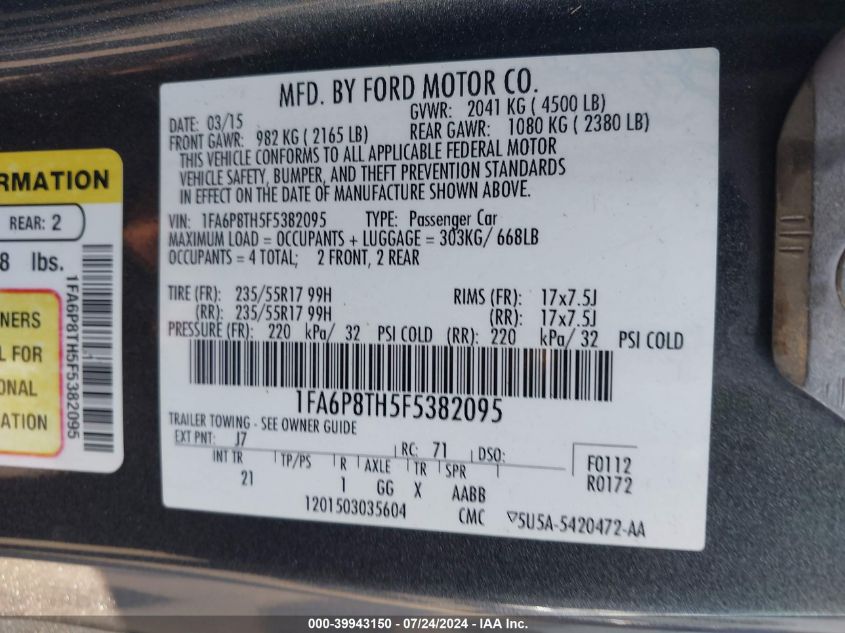 MFD. BY FORD MOTOR CO.
DATE: 03/15 GVWR: 2041 KG ( 4500 LB)
FRONT GAWR: 982 KG ( 2165 LB) REAR GAWR: 1080 KG ( 2380 LB)
THIS VEHICLE CONFORMS TO ALL APPLICABLE FEDERAL MOTOR
VEHICLE SAFETY, BUMPER, AND THEFT PREVENTION STANDARDS
IN EFFECT ON THE DATE OF MANUFACTURE SHOWN ABOVE.
VIN: 1FA6P8TH5F5382095 TYPE: Passenger Car
MAXIMUM LOAD = OCCUPANTS + LUGGAGE = 303KG/ 668LB
OCCUPANTS = 4 TOTAL; 2 FRONT, 2 REAR
TIRE (FR): 235/55R17 99H RIMS (FR): 17x7.5J
(RR): 235/55R17 99H (RR): 17x7.5J
PRESSURE (FR): 220 kPa/ 32 PSI COLD (RR): 220 kPa/ 32 PSI COLD
1FA6P8TH5F5382095
TRAILER TOWING - SEE OWNER GUIDE
EXT PNT: J7 RC: 71 DSO:
INT TR TP/PS R AXLE TR SPR
21 1 GG X AABB
F0112
R0172
1201503035604 CMC 5U5A-5420472-AA
RMATION
REAR: 2
8 lbs.
NERS
L FOR
ONAL
ATION
1FA6P8TH5F5382095
000-39943150 - 07/24/2024 - IAA Inc.